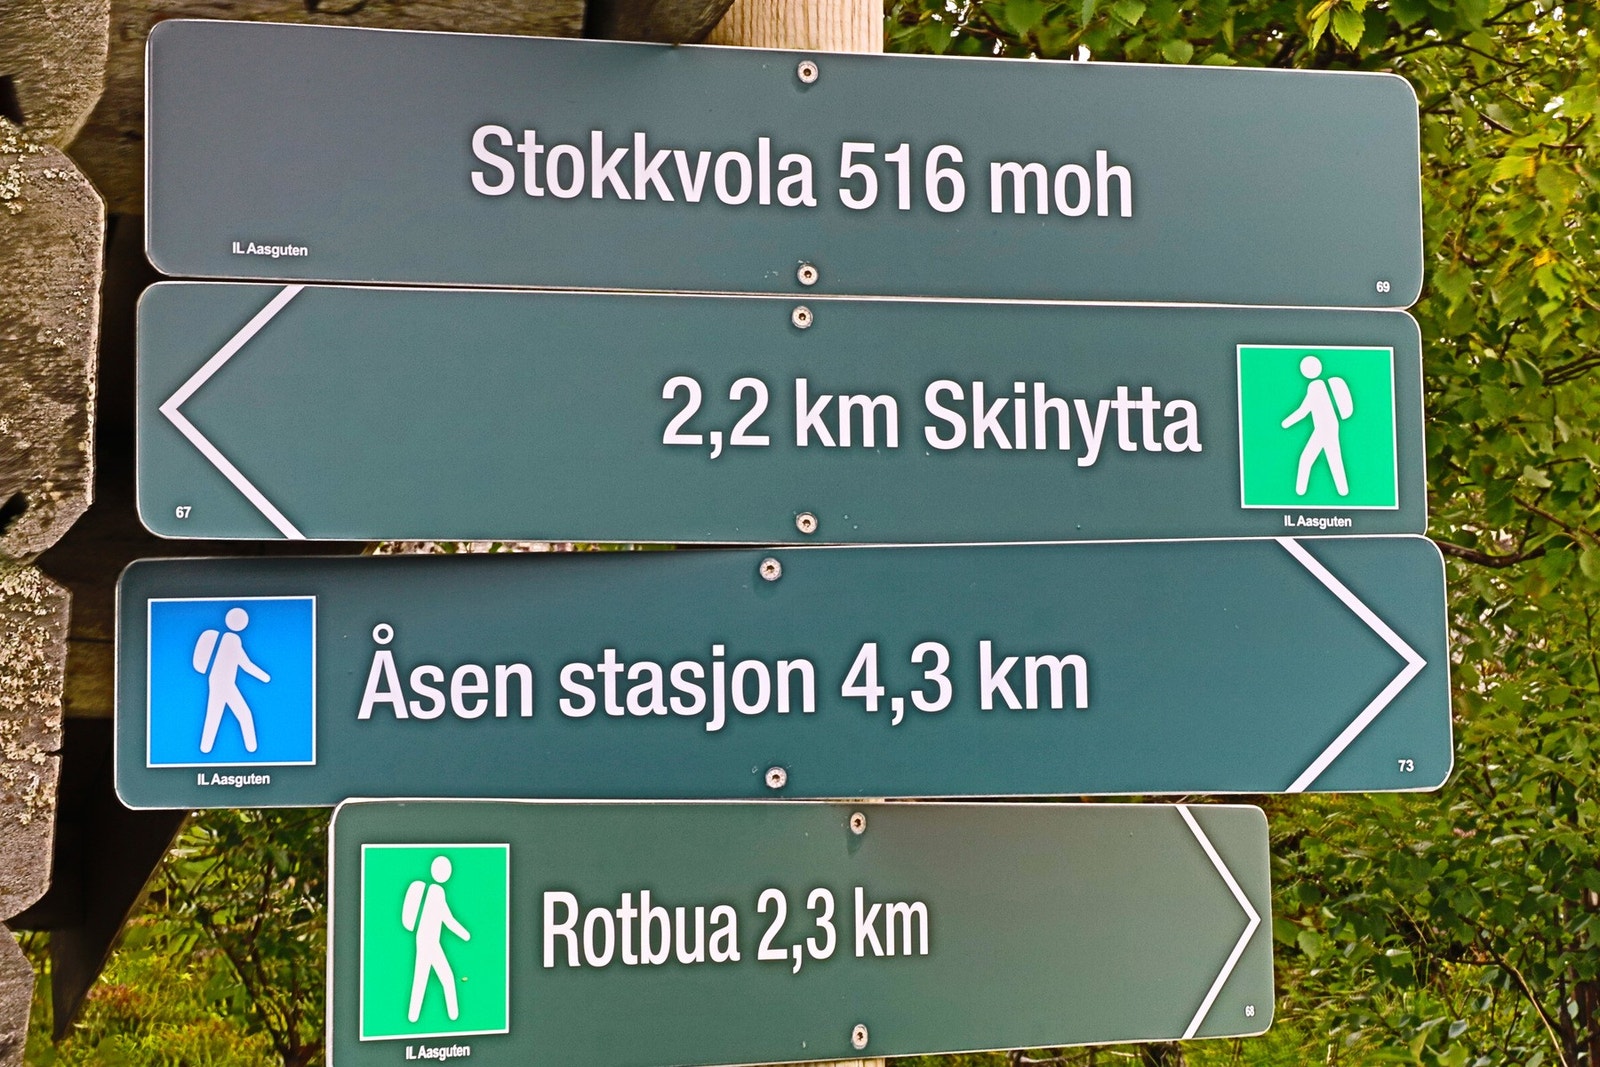 Stokkvola 516 moh
IL Aasguten
69
2,2 km Skihytta
67
IL Aasguten
Åsen stasjon 4,3 km
IL Aasguten
73
Rotbua 2,3 km
IL Aasguten
68